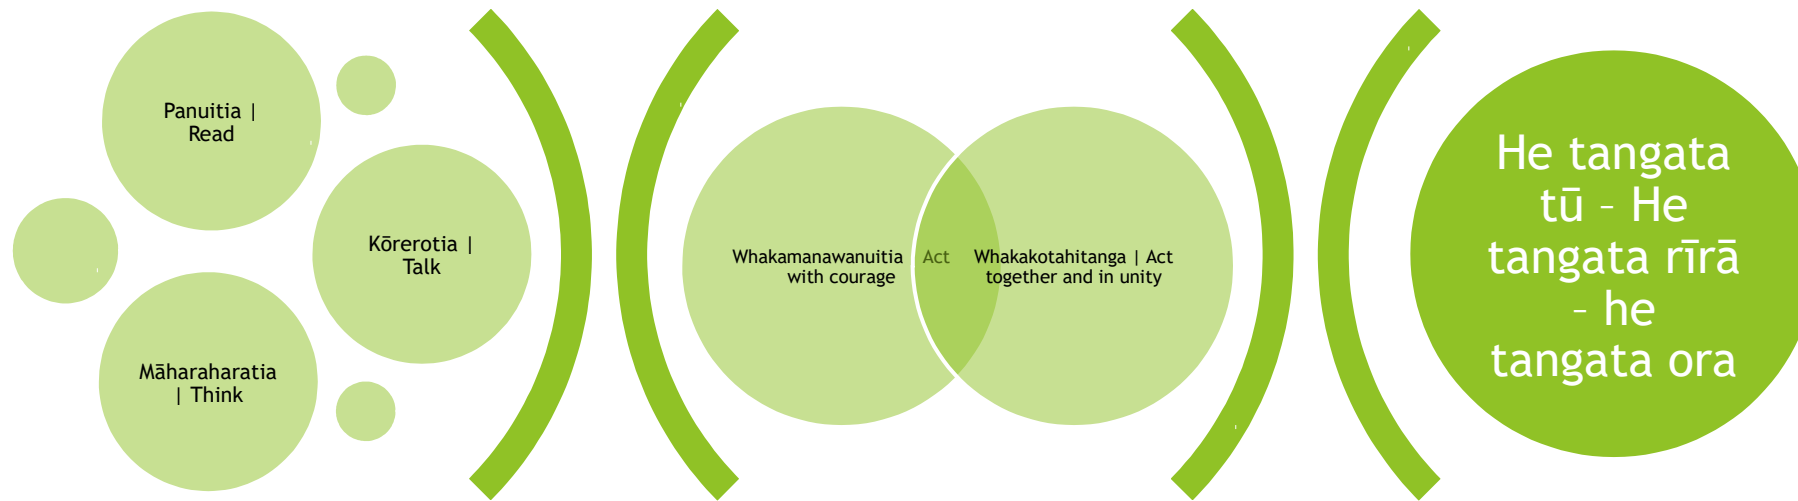 Panuitia |
Read
Kōrerotia |
Talk
Māharaharatia
| Think
Whakamanawanuitia Act
with courage
Whakakotahitanga | Act
together and in unity
He tangata
tū – He
tangata rīrā
– he
tangata ora